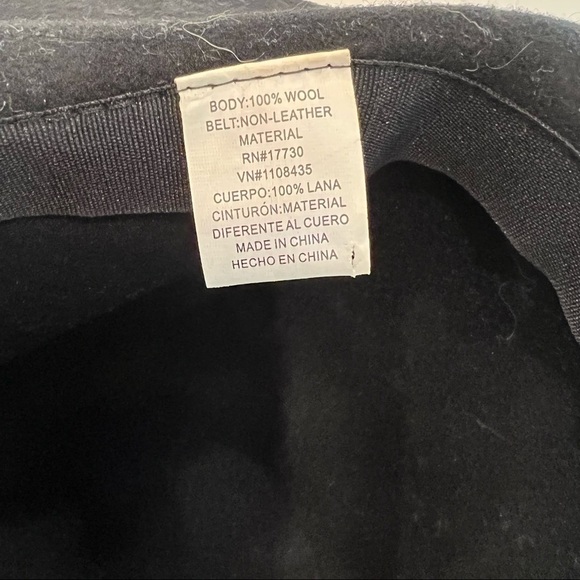 BODY:100% WOOL
BELT:NON-LEATHER
MATERIAL
RN#17730
VN#1108435
CUERPO:100% LANA
CINTURÓN:MATERIAL
DIFERENTE AL CUERO
MADE IN CHINA
HECHO EN CHINA